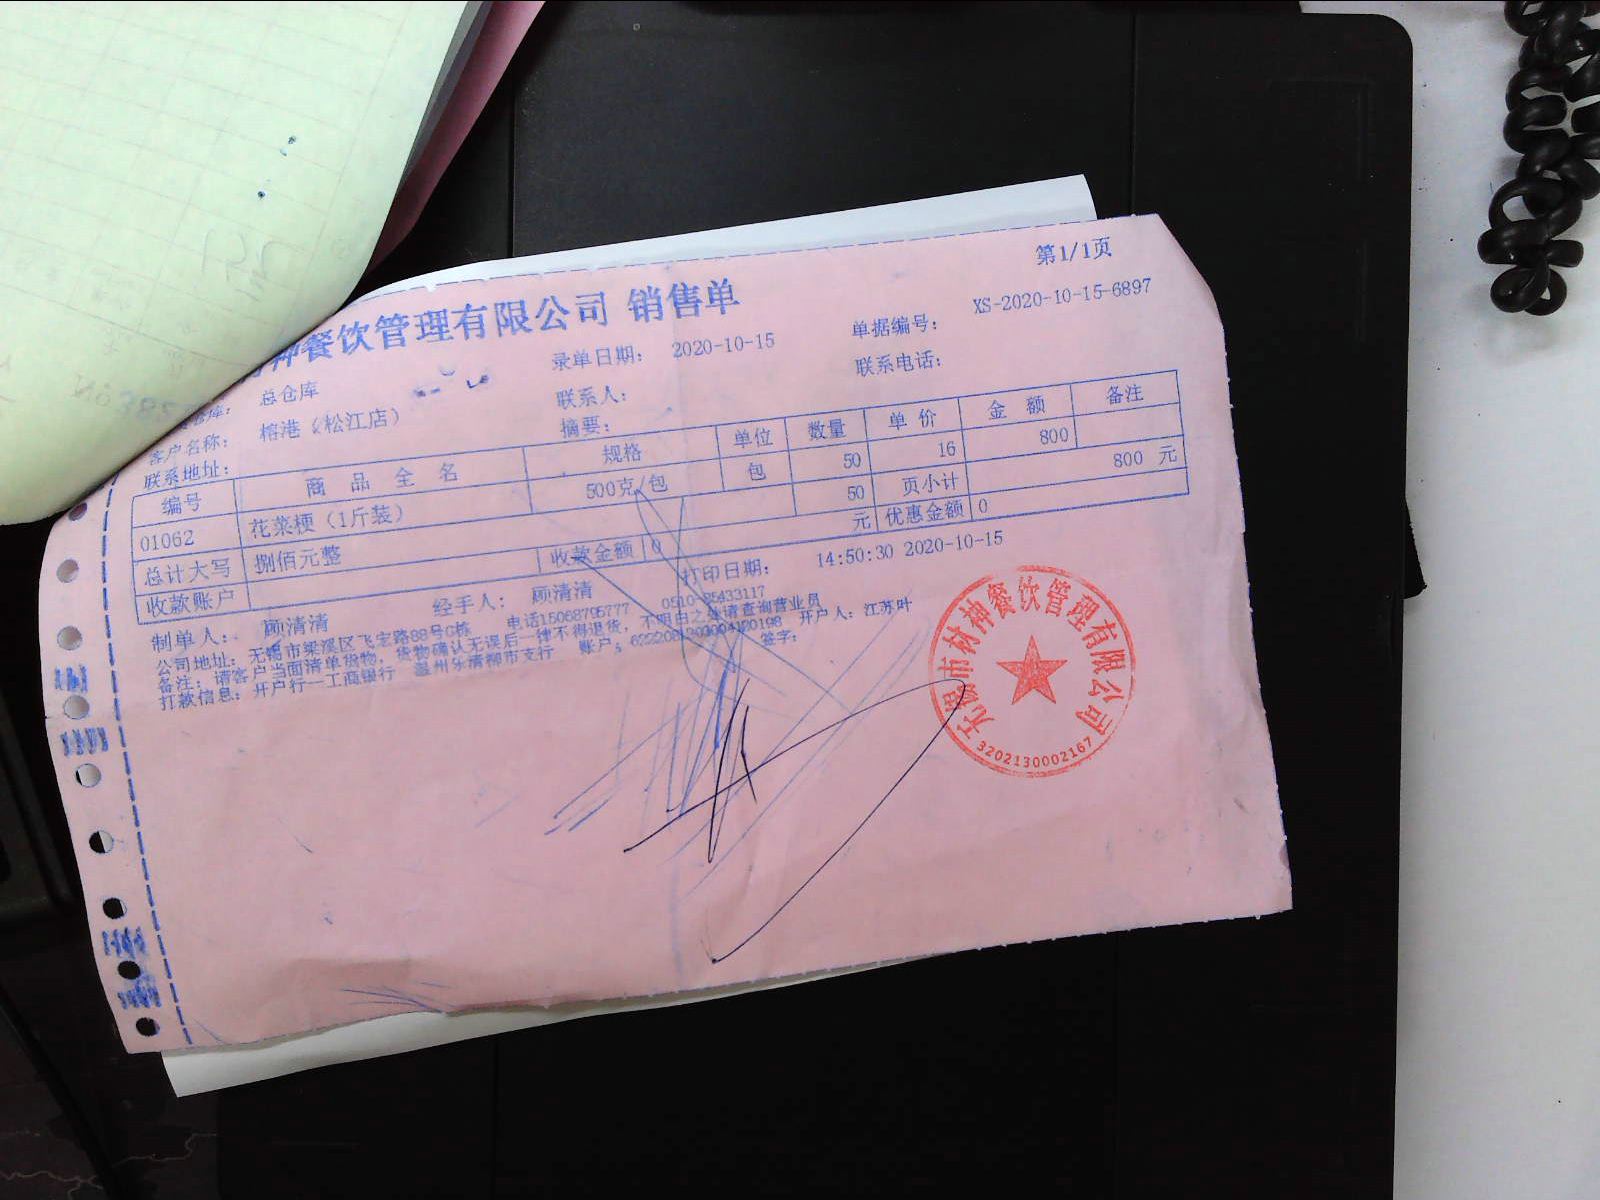 第1/1页
神餐饮管理有限公司 销售单
总仓库 录单日期： 2020-10-15 单据编号： XS-2020-10-15-6897
客户名称： 榕港（松江店） 联系人： 联系电话：
联系地址： 摘要：
编号 商品全名 规格 单位 数量 单价 金额 备注
01062 花菜梗（1斤装） 500克/包 包 50 16 800
总计大写 捌佰元整 50 页小计 800 元
收款账户 收款金额 0 元 优惠金额 0
制单人： 顾清清 经手人： 顾清清 打印日期： 14:50:30 2020-10-15
公司地址： 无锡市梁溪区飞宏路88号C栋 电话15068795777 0510-85433117
备注：请客户当面清单货物，货物确认无误后一律不得退货，不明白之处请查询营业员
打款信息：开户行—工商银行 温州乐清柳市支行 账户： 开户人：江苏叶
签字：
无锡市材神餐饮管理有限公司
3202130002167